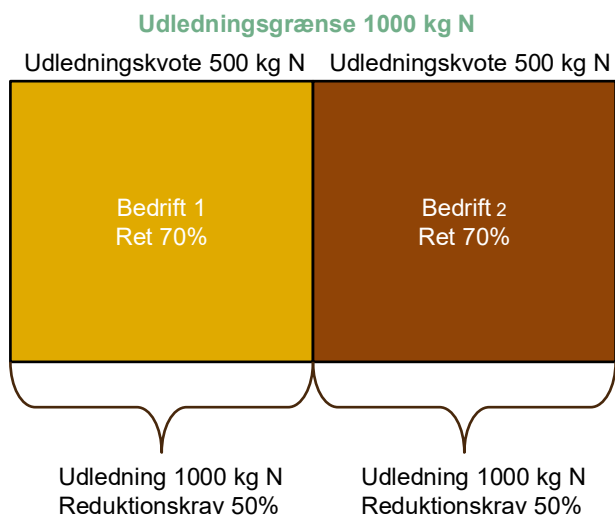 Udledningsgrænse 1000 kg N
Udledningskvote 500 kg N
Udledningskvote 500 kg N
Bedrift 1
Ret 70%
Bedrift 2
Ret 70%
Udledning 1000 kg N
Reduktionskrav 50%
Udledning 1000 kg N
Reduktionskrav 50%